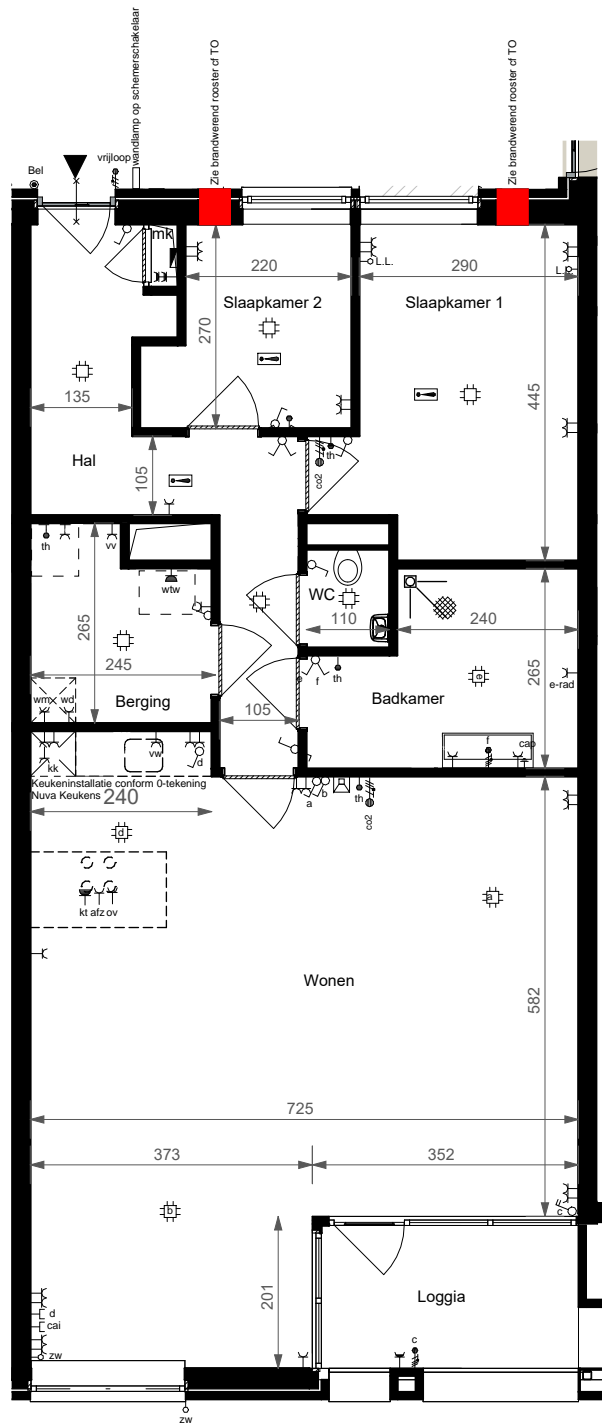 wandlamp op schemerschakelaar
Zie brandwerend rooster of TO
Zie brandwerend rooster of TO
vrijloop
Bel
mk
L.L.
L.L.
220
290
Slaapkamer 2
Slaapkamer 1
270
445
135
Hal
105
th
co2
th
vv
wtw
WC
110
240
265
245
265
Berging
wm
wd
105
e
f
th
Badkamer
e
e-rad
f
cap
kk
vw
d
Keukeninstallatie conform 0-tekening
Nuva Keukens
240
a
b
th
co2
d
kt
afz
ov
a
Wonen
582
725
373
352
b
c
201
Loggia
d
cai
zw
c
zw